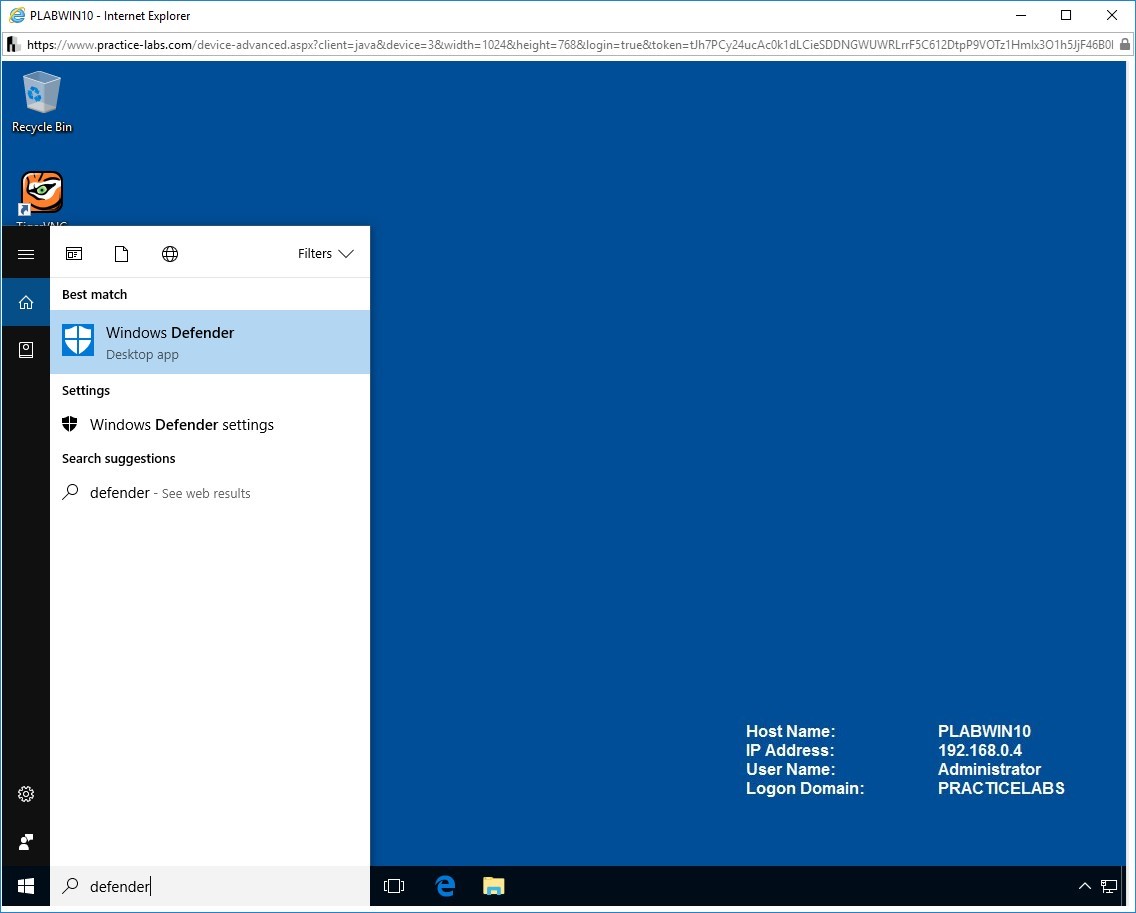 PLABWIN10 - Internet Explorer
https://www.practice-labs.com/device-advanced.aspx?client=java&device=3&width=1024&height=768&login=true&token=
Recycle Bin
TigerVNC
Filters
Best match
Windows Defender
Desktop app
Settings
Windows Defender settings
Search suggestions
defender - See web results
Host Name: PLABWIN10
IP Address: 192.168.0.4
User Name: Administrator
Logon Domain: PRACTICELABS
defender